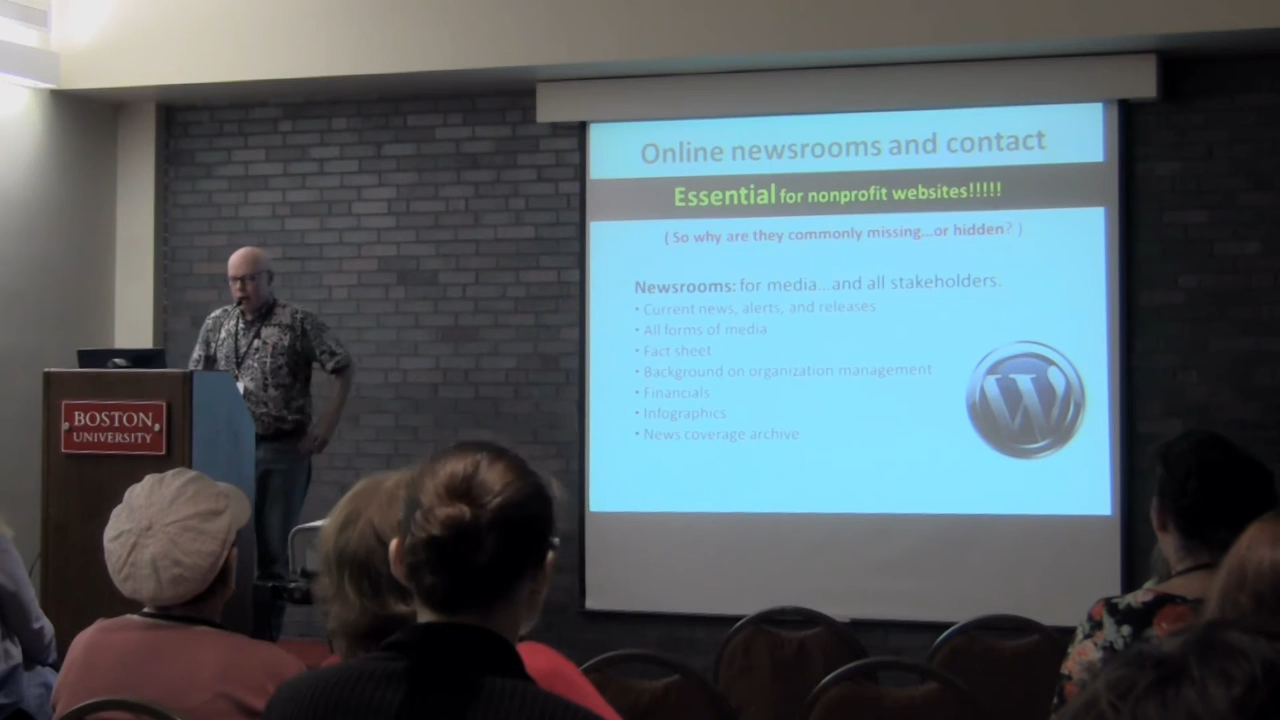 Online newsrooms and contact
Essential for nonprofit websites!!!!!
( So why are they commonly missing...or hidden? )
Newsrooms: for media...and all stakeholders.
• Current news, alerts, and releases
• All forms of media
• Fact sheet
• Background on organization management
• Financials
• Infographics
• News coverage archive
W
BOSTON
UNIVERSITY